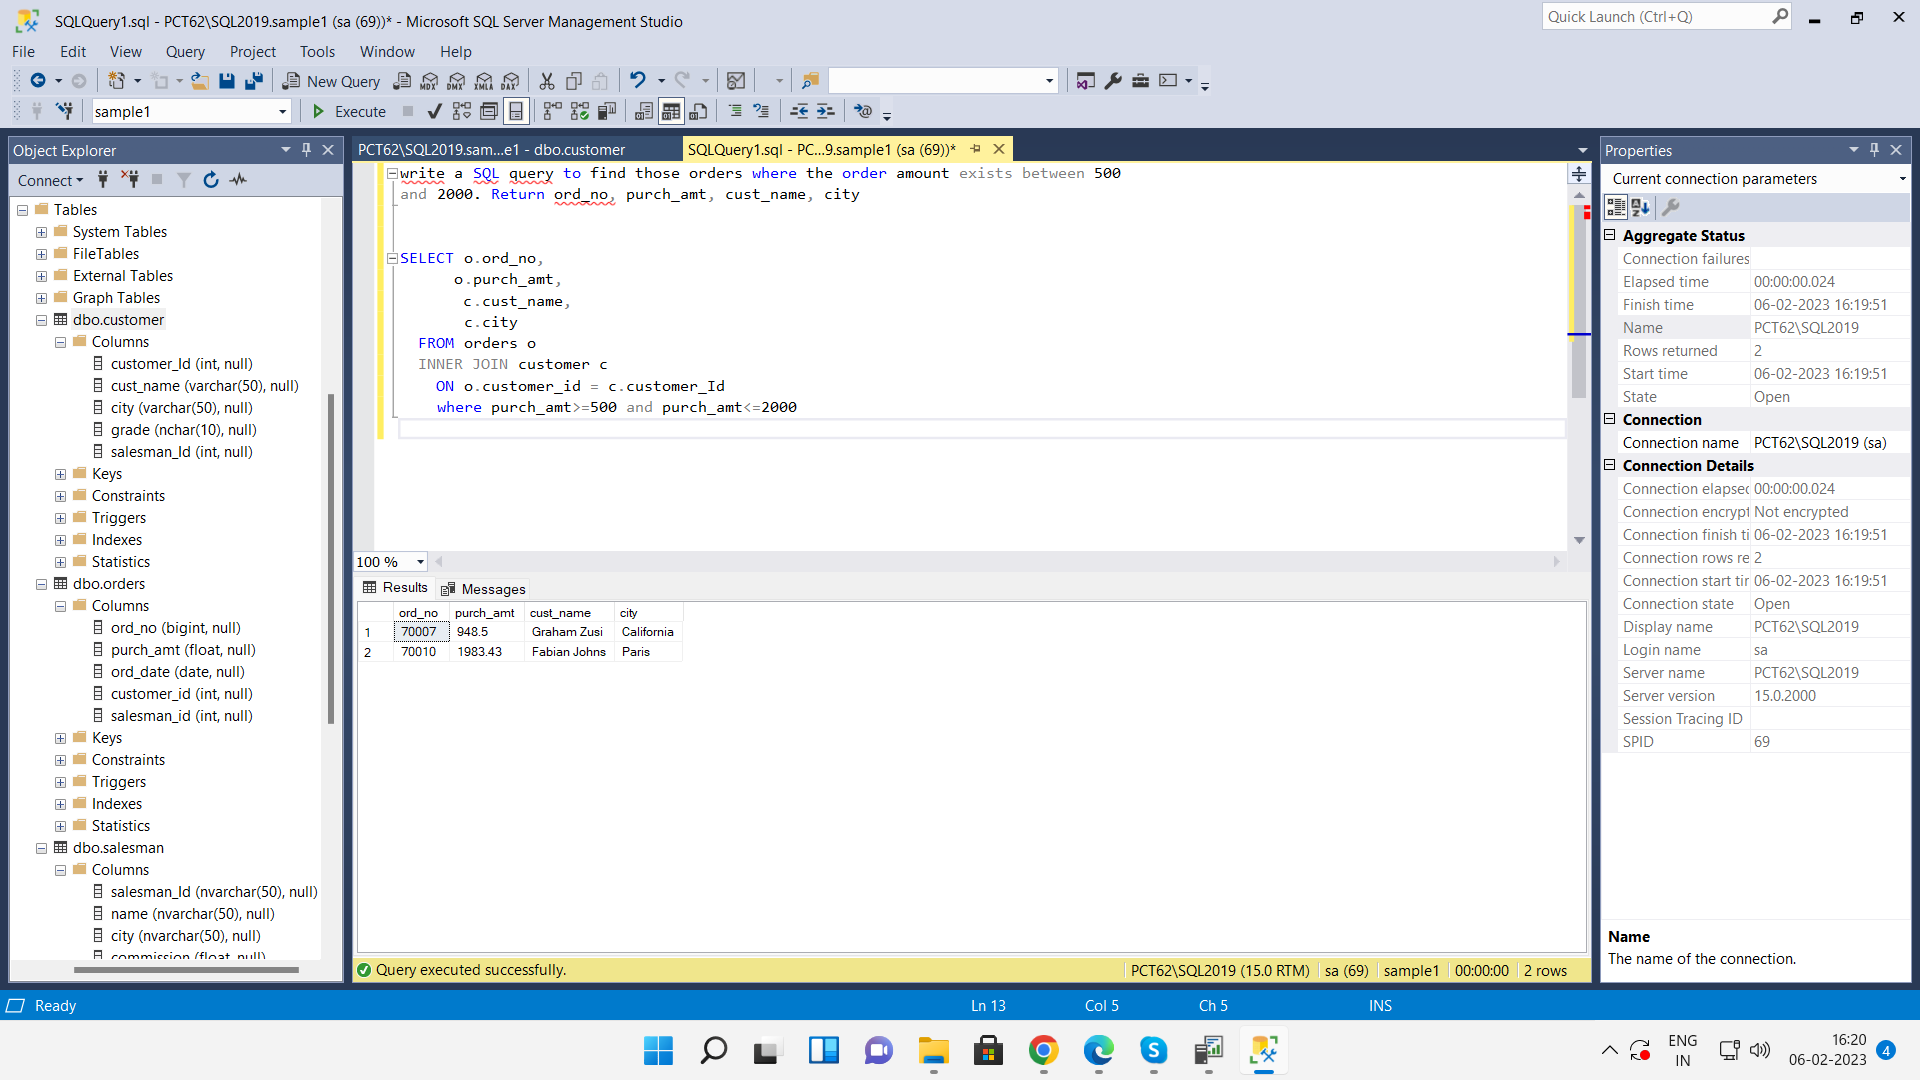 SQLQuery1.sql - PCT62\SQL2019.sample1 (sa (69))* - Microsoft SQL Server Management Studio
Quick Launch (Ctrl+Q)
File Edit View Query Project Tools Window Help
New Query MDX DMX XMLA DAX
sample1 Execute
Object Explorer
Connect
Tables
System Tables
FileTables
External Tables
Graph Tables
dbo.customer
Columns
customer_Id (int, null)
cust_name (varchar(50), null)
city (varchar(50), null)
grade (nchar(10), null)
salesman_Id (int, null)
Keys
Constraints
Triggers
Indexes
Statistics
dbo.orders
Columns
ord_no (bigint, null)
purch_amt (float, null)
ord_date (date, null)
customer_id (int, null)
salesman_id (int, null)
Keys
Constraints
Triggers
Indexes
Statistics
dbo.salesman
Columns
salesman_Id (nvarchar(50), null)
name (nvarchar(50), null)
city (nvarchar(50), null)
commission (float, null)
PCT62\SQL2019.sam...e1 - dbo.customer
SQLQuery1.sql - PC...9.sample1 (sa (69))*
write a SQL query to find those orders where the order amount exists between 500
and 2000. Return ord_no, purch_amt, cust_name, city
SELECT o.ord_no,
o.purch_amt,
c.cust_name,
c.city
FROM orders o
INNER JOIN customer c
ON o.customer_id = c.customer_Id
where purch_amt>=500 and purch_amt<=2000
100 %
Results Messages
ord_no purch_amt cust_name city
1 70007 948.5 Graham Zusi California
2 70010 1983.43 Fabian Johns Paris
Query executed successfully.
PCT62\SQL2019 (15.0 RTM) sa (69) sample1 00:00:00 2 rows
Properties
Current connection parameters
Aggregate Status
Connection failures
Elapsed time 00:00:00.024
Finish time 06-02-2023 16:19:51
Name PCT62\SQL2019
Rows returned 2
Start time 06-02-2023 16:19:51
State Open
Connection
Connection name PCT62\SQL2019 (sa)
Connection Details
Connection elapsec 00:00:00.024
Connection encrypt Not encrypted
Connection finish ti 06-02-2023 16:19:51
Connection rows re 2
Connection start tir 06-02-2023 16:19:51
Connection state Open
Display name PCT62\SQL2019
Login name sa
Server name PCT62\SQL2019
Server version 15.0.2000
Session Tracing ID
SPID 69
Name
The name of the connection.
Ready Ln 13 Col 5 Ch 5 INS
ENG
IN
16:20
06-02-2023
4